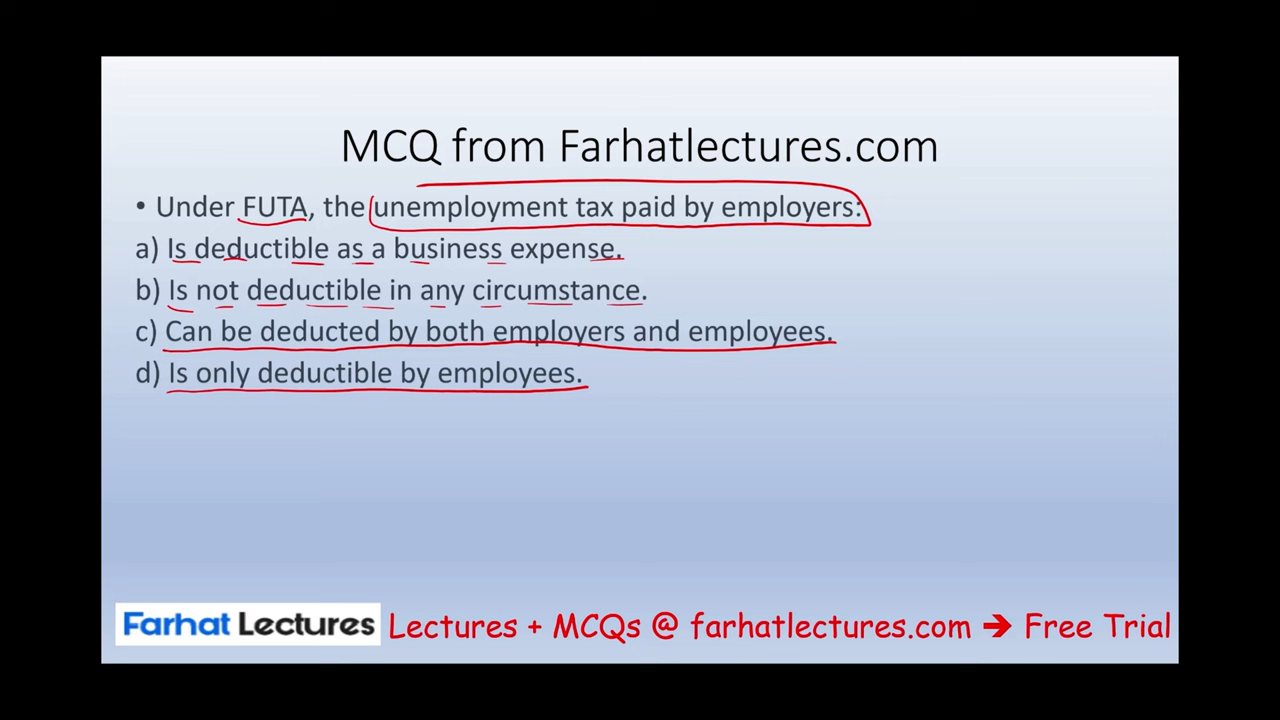 MCQ from Farhatlectures.com
• Under FUTA, the unemployment tax paid by employers:
a) Is deductible as a business expense.
b) Is not deductible in any circumstance.
c) Can be deducted by both employers and employees.
d) Is only deductible by employees.
Farhat Lectures Lectures + MCQs @ farhatlectures.com → Free Trial